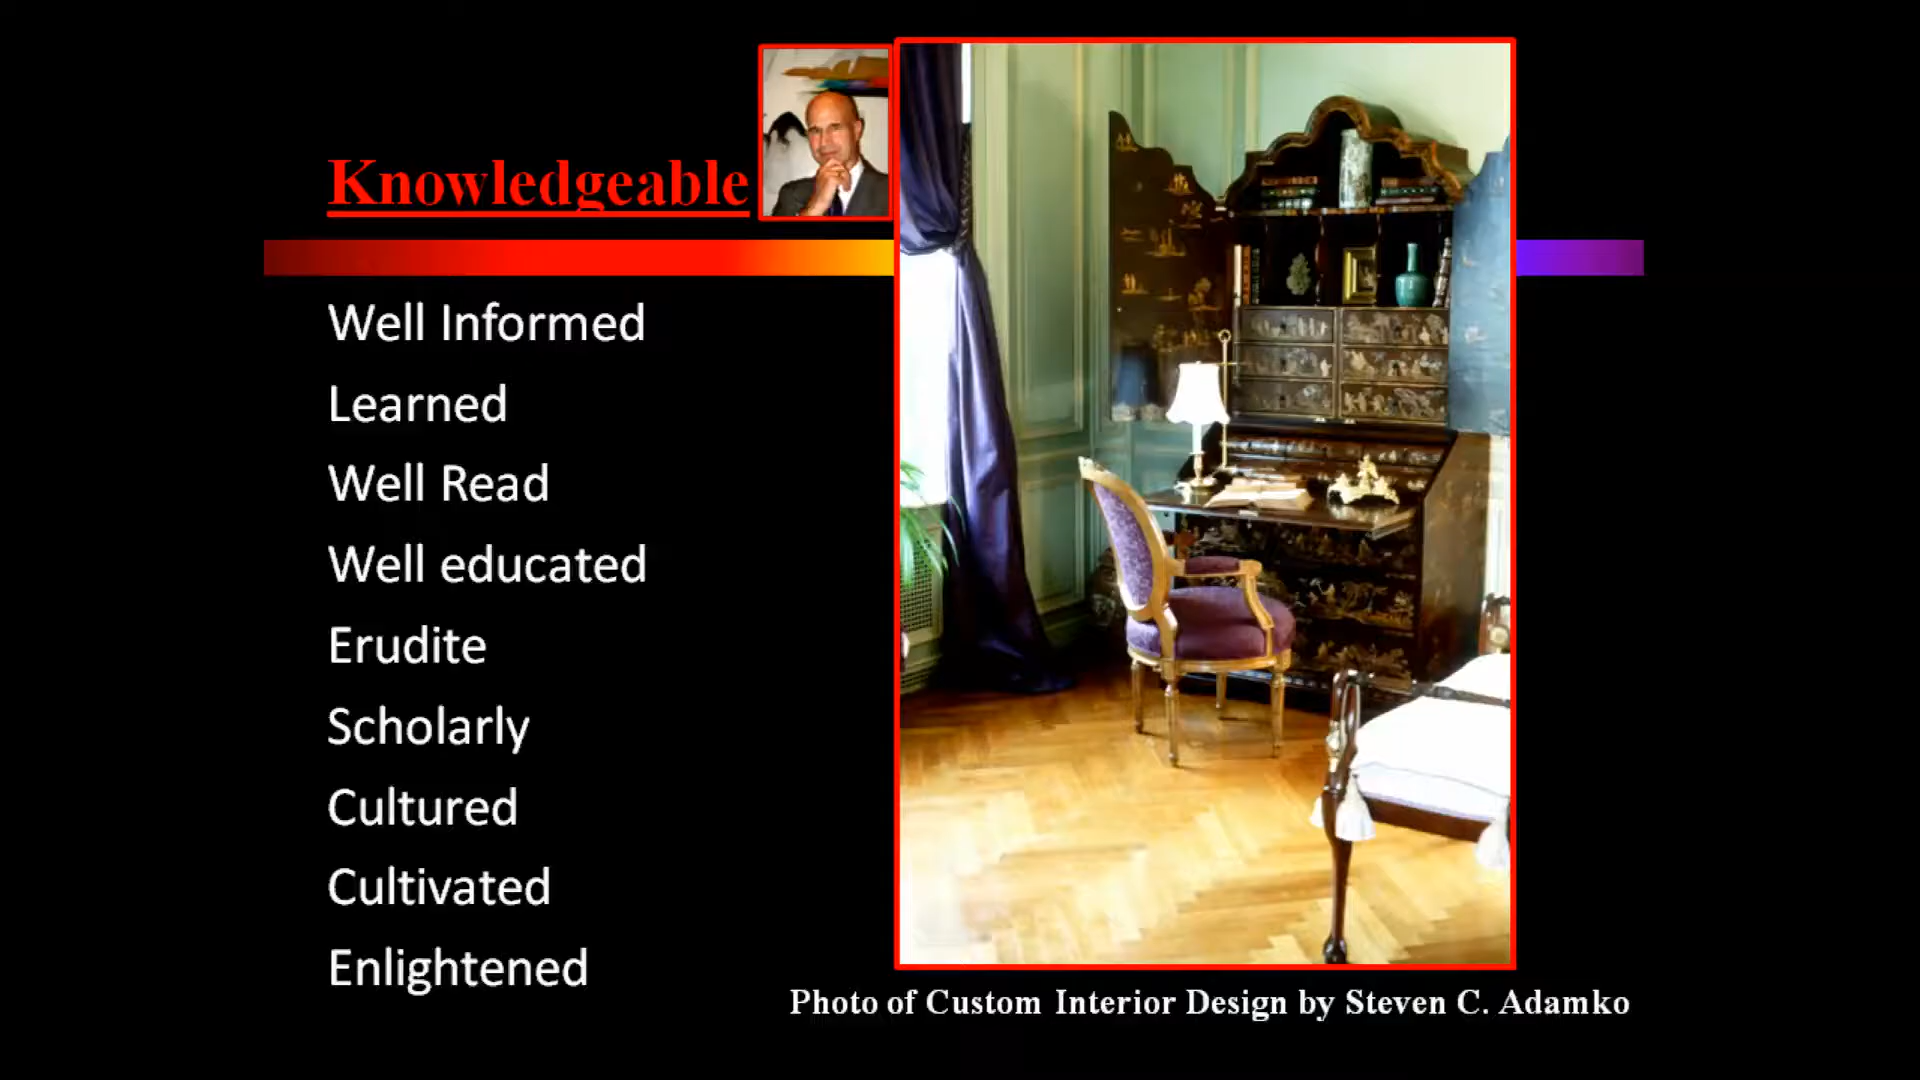 Knowledgeable
Well Informed
Learned
Well Read
Well educated
Erudite
Scholarly
Cultured
Cultivated
Enlightened
Photo of Custom Interior Design by Steven C. Adamko